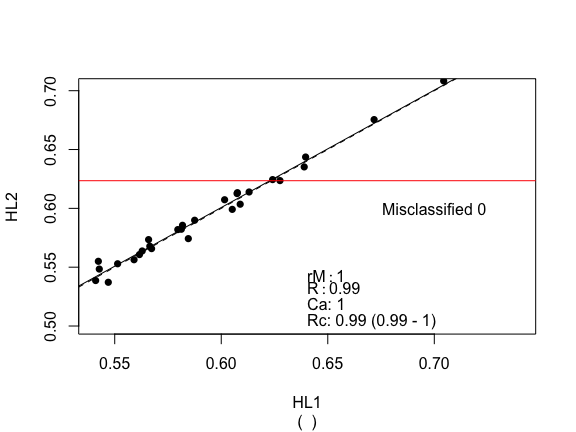 0.70
0.65
0.60
0.55
0.50
HL2
Misclassified 0
rM : 1
R : 0.99
Ca: 1
Rc: 0.99 (0.99 - 1)
0.55 0.60 0.65 0.70
HL1
( )